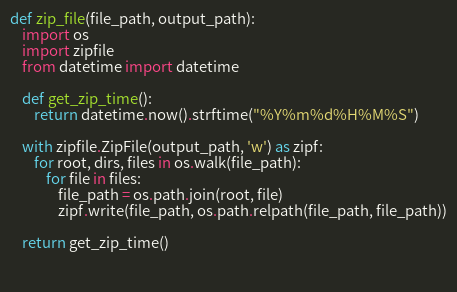 def zip_file(file_path, output_path):
    import os
    import zipfile
    from datetime import datetime

    def get_zip_time():
        return datetime.now().strftime("%Y%m%d%H%M%S")

    with zipfile.ZipFile(output_path, 'w') as zipf:
        for root, dirs, files in os.walk(file_path):
            for file in files:
                file_path = os.path.join(root, file)
                zipf.write(file_path, os.path.relpath(file_path, file_path))

    return get_zip_time()